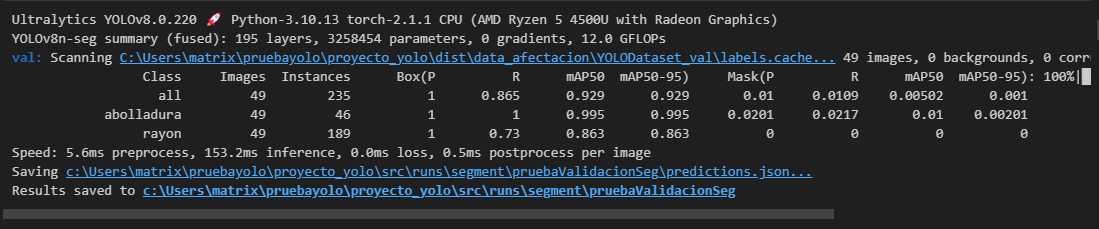 Ultralytics YOLOv8.0.220 🚀 Python-3.10.13 torch-2.1.1 CPU (AMD Ryzen 5 4500U with Radeon Graphics)
YOLOv8n-seg summary (fused): 195 layers, 3258454 parameters, 0 gradients, 12.0 GFLOPs
val: Scanning C:\Users\matrix\pruebayolo\proyecto_yolo\dist\data_afectacion\YOLODataset_val\labels.cache... 49 images, 0 backgrounds, 0 corr
Class Images Instances Box(P R mAP50 mAP50-95) Mask(P R mAP50 mAP50-95): 100%|
all 49 235 1 0.865 0.929 0.929 0.01 0.0109 0.00502 0.001
abolladura 49 46 1 1 0.995 0.995 0.0201 0.0217 0.01 0.00201
rayon 49 189 1 0.73 0.863 0.863 0 0 0 0
Speed: 5.6ms preprocess, 153.2ms inference, 0.0ms loss, 0.5ms postprocess per image
Saving c:\Users\matrix\pruebayolo\proyecto_yolo\src\runs\segment\pruebaValidacionSeg\predictions.json...
Results saved to c:\Users\matrix\pruebayolo\proyecto_yolo\src\runs\segment\pruebaValidacionSeg